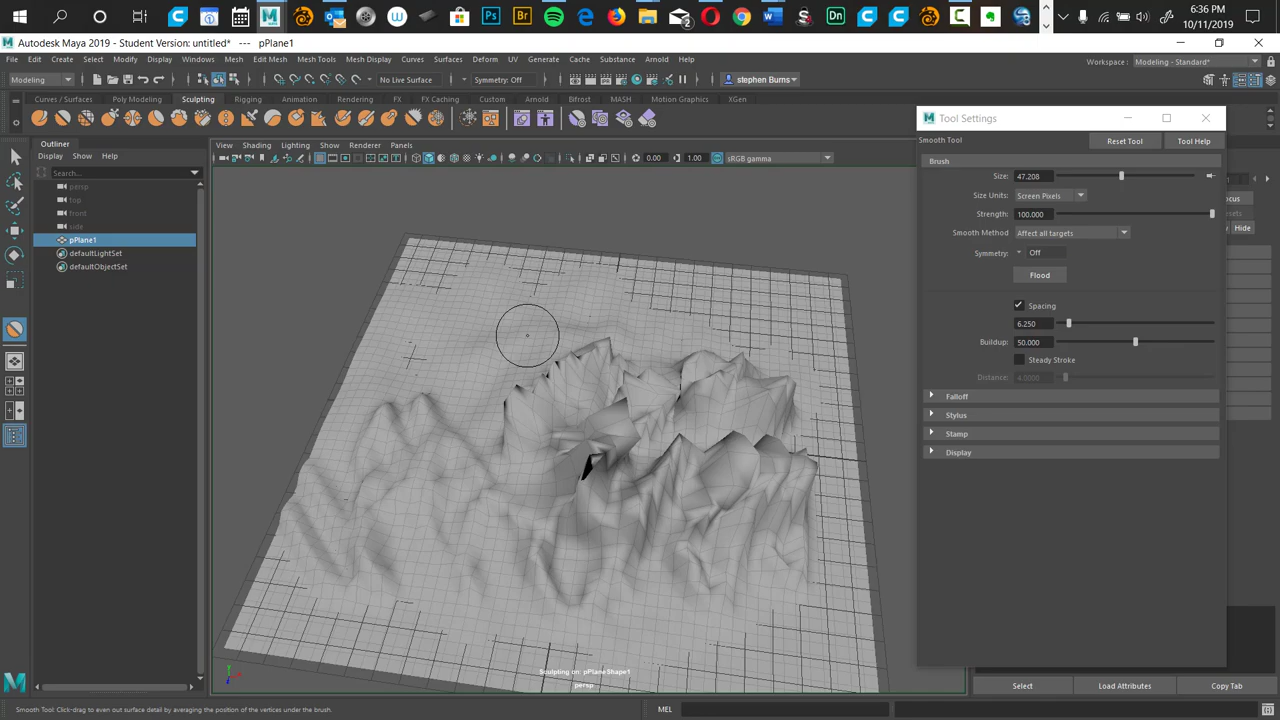 6:36 PM
10/11/2019
Autodesk Maya 2019 - Student Version: untitled* --- pPlane1
File Edit Create Select Modify Display Windows Mesh Edit Mesh Mesh Tools Mesh Display Curves Surfaces Deform UV Generate Cache Substance Arnold Help
Workspace: Modeling - Standard*
Modeling No Live Surface Symmetry: Off stephen Burns
Curves / Surfaces Poly Modeling Sculpting Rigging Animation Rendering FX FX Caching Custom Arnold Bifrost MASH Motion Graphics XGen
Outliner
Display Show Help
Search...
persp
top
front
side
pPlane1
defaultLightSet
defaultObjectSet
View Shading Lighting Show Renderer Panels
0.00 1.00 sRGB gamma
Sculpting on: pPlaneShape1
persp
Tool Settings
Smooth Tool Reset Tool Tool Help
Brush
Size: 47.208
Size Units: Screen Pixels
Strength: 100.000
Smooth Method Affect all targets
Symmetry: Off
Flood
Spacing
6.250
Buildup: 50.000
Steady Stroke
Distance: 4.0000
Falloff
Stylus
Stamp
Display
Hide
Select Load Attributes Copy Tab
Smooth Tool: Click-drag to even out surface detail by averaging the position of the vertices under the brush.
MEL